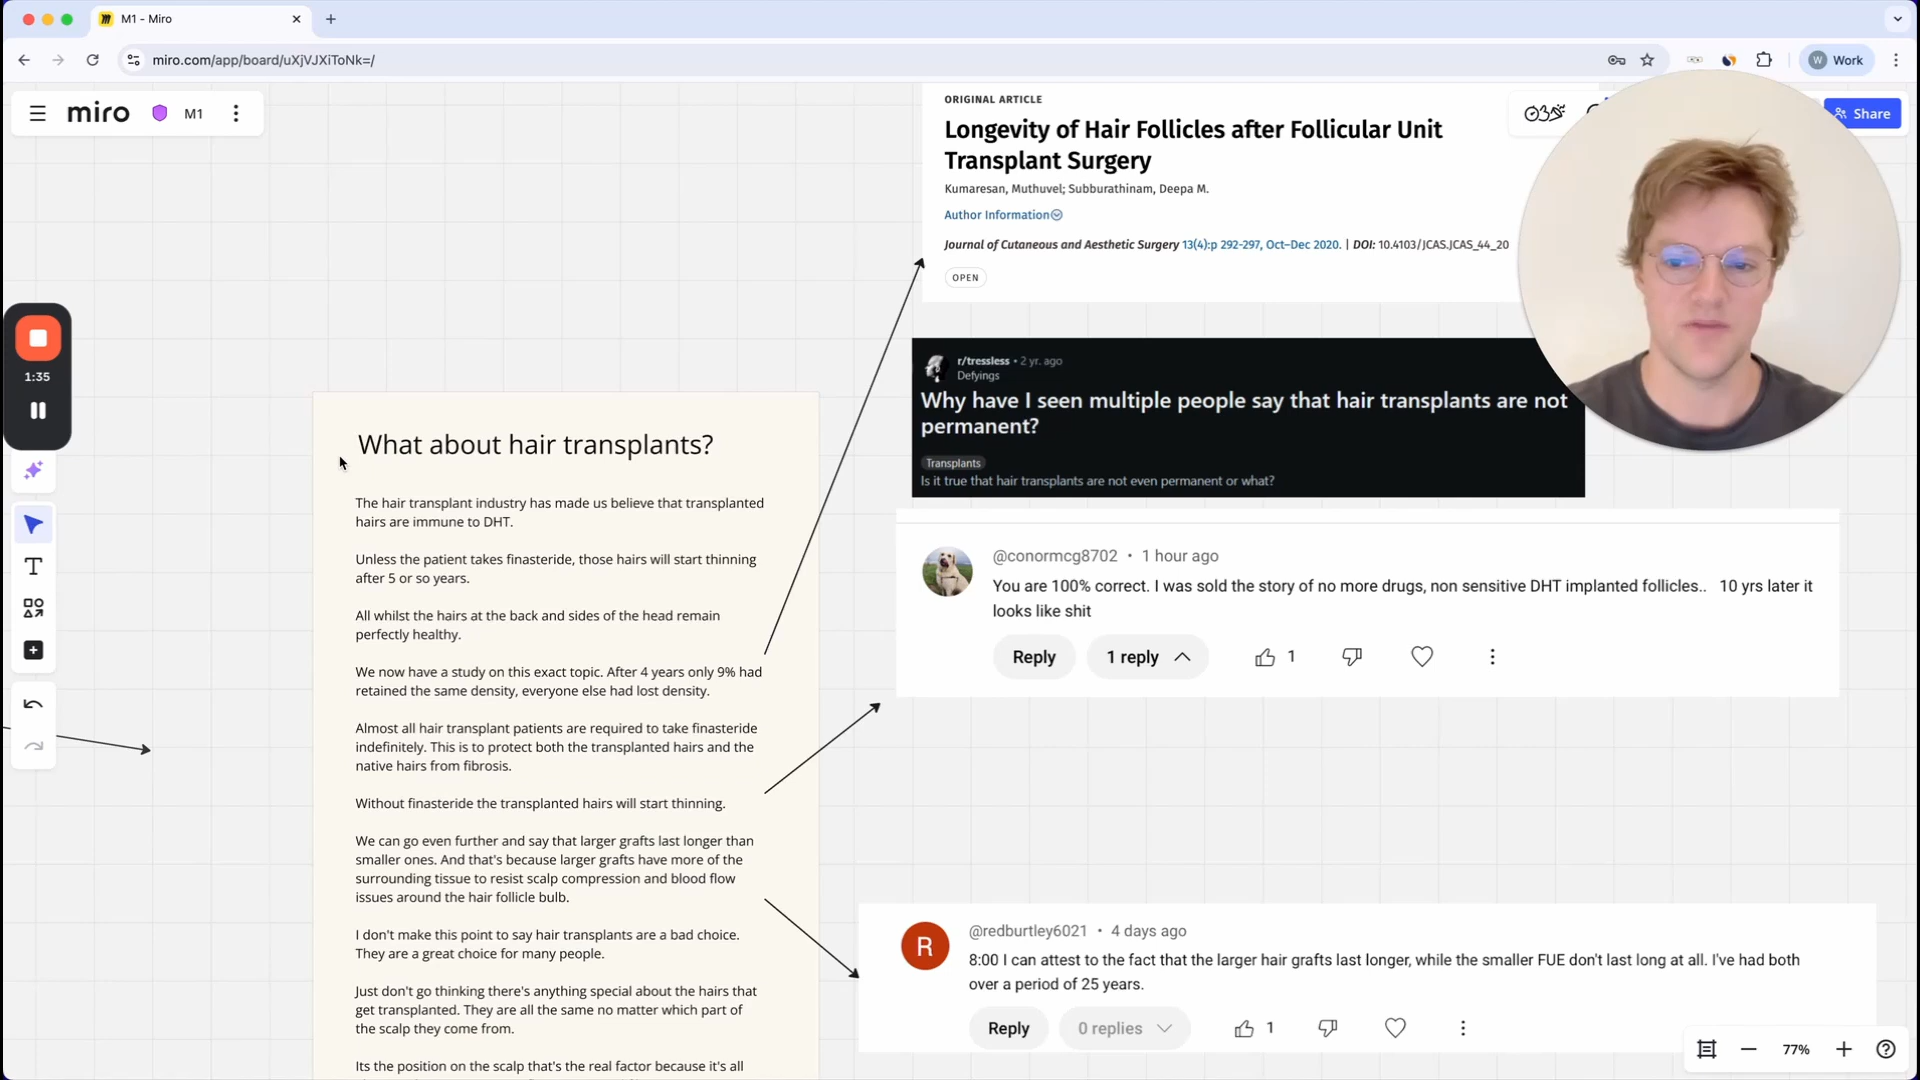 M1 - Miro
miro.com/app/board/uXjVJXiToNk=/
W Work
miro
M1
Share
1:35
ORIGINAL ARTICLE
Longevity of Hair Follicles after Follicular Unit
Transplant Surgery
Kumaresan, Muthuvel; Subburathinam, Deepa M.
Author Information
Journal of Cutaneous and Aesthetic Surgery 13(4):p 292-297, Oct–Dec 2020. | DOI: 10.4103/JCAS.JCAS_44_20
OPEN
r/tressless • 2 yr. ago
Defyings
Why have I seen multiple people say that hair transplants are not
permanent?
Transplants
Is it true that hair transplants are not even permanent or what?
What about hair transplants?
The hair transplant industry has made us believe that transplanted
hairs are immune to DHT.
Unless the patient takes finasteride, those hairs will start thinning
after 5 or so years.
All whilst the hairs at the back and sides of the head remain
perfectly healthy.
We now have a study on this exact topic. After 4 years only 9% had
retained the same density, everyone else had lost density.
Almost all hair transplant patients are required to take finasteride
indefinitely. This is to protect both the transplanted hairs and the
native hairs from fibrosis.
Without finasteride the transplanted hairs will start thinning.
We can go even further and say that larger grafts last longer than
smaller ones. And that's because larger grafts have more of the
surrounding tissue to resist scalp compression and blood flow
issues around the hair follicle bulb.
I don't make this point to say hair transplants are a bad choice.
They are a great choice for many people.
Just don't go thinking there's anything special about the hairs that
get transplanted. They are all the same no matter which part of
the scalp they come from.
Its the position on the scalp that's the real factor because it's all
@conormcg8702 • 1 hour ago
You are 100% correct. I was sold the story of no more drugs, non sensitive DHT implanted follicles.. 10 yrs later it
looks like shit
Reply
1 reply
1
R
@redburtley6021 • 4 days ago
8:00 I can attest to the fact that the larger hair grafts last longer, while the smaller FUE don't last long at all. I've had both
over a period of 25 years.
Reply
0 replies
1
77%